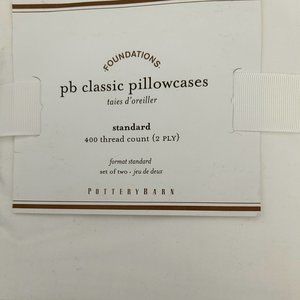 FOUNDATIONS
pb classic pillowcases
taies d'oreiller
standard
400 thread count (2 PLY)
format standard
set of two - jeu de deux
POTTERYBARN